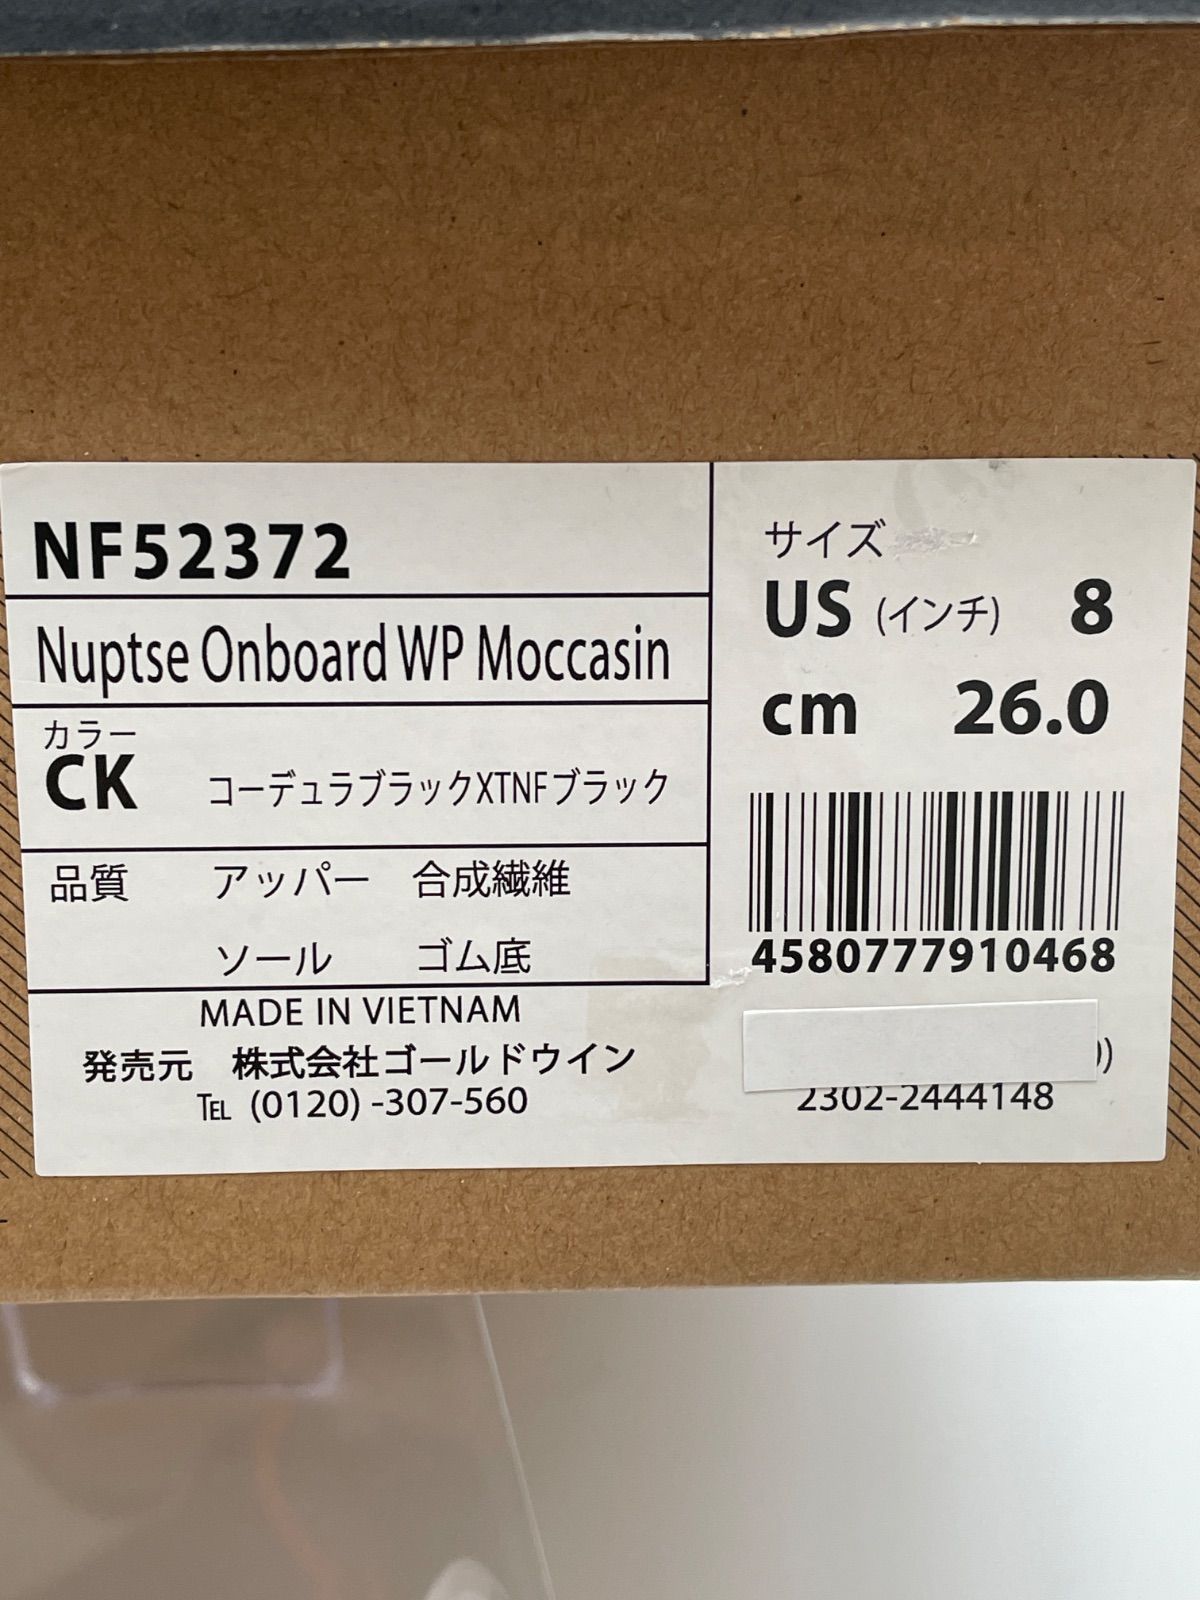 NF52372
Nuptse Onboard WP Moccasin
カラー
CK コーデュラブラックXTNFブラック
品質 アッパー 合成繊維
ソール ゴム底
MADE IN VIETNAM
発売元 株式会社ゴールドウイン
TEL (0120) -307-560
サイズ
US (インチ) 8
cm 26.0
4580777910468
2302-2444148